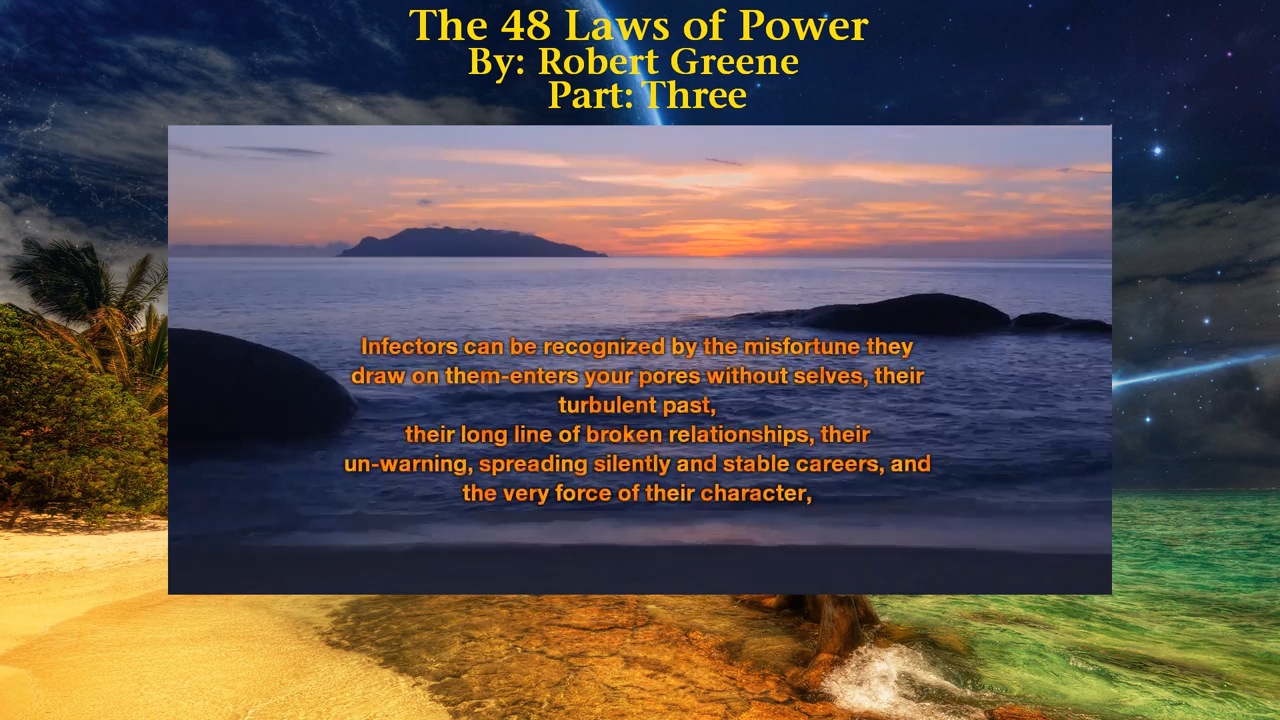 The 48 Laws of Power
By: Robert Greene
Part: Three
Infectors can be recognized by the misfortune they
draw on them-enters your pores without selves, their
turbulent past,
their long line of broken relationships, their
un-warning, spreading silently and stable careers, and
the very force of their character,